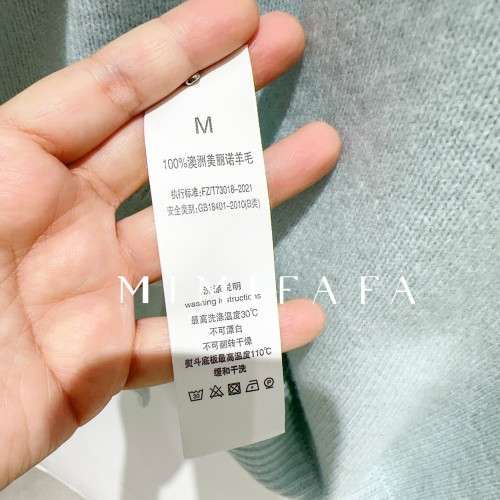 M
100%澳洲美丽诺羊毛
执行标准:FZ/T73018-2021
安全类别:GB18401-2010(B类)
洗涤说明
washing instructions
MIMIFAFA
最高洗涤温度30℃
不可漂白
不可翻转干燥
熨斗底板最高温度110℃
缓和干洗
30
P